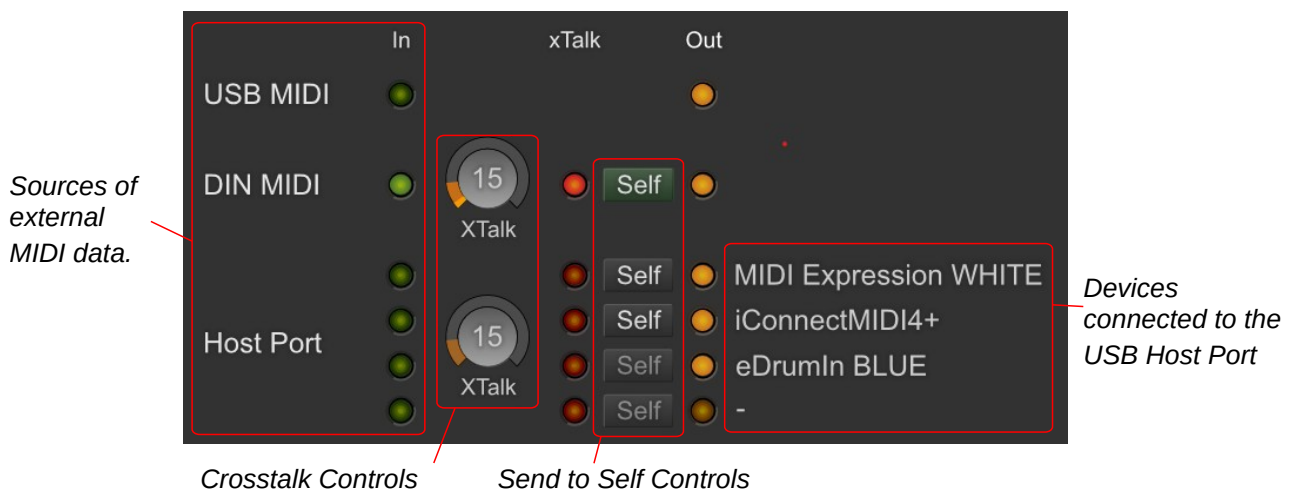 In xTalk Out
USB MIDI
Sources of
external
MIDI data.
DIN MIDI
15
XTalk
Self
Self
MIDI Expression WHITE
Self
iConnectMIDI4+
Host Port
15
XTalk
Self
eDrumIn BLUE
Self
-
Devices
connected to the
USB Host Port
Crosstalk Controls
Send to Self Controls